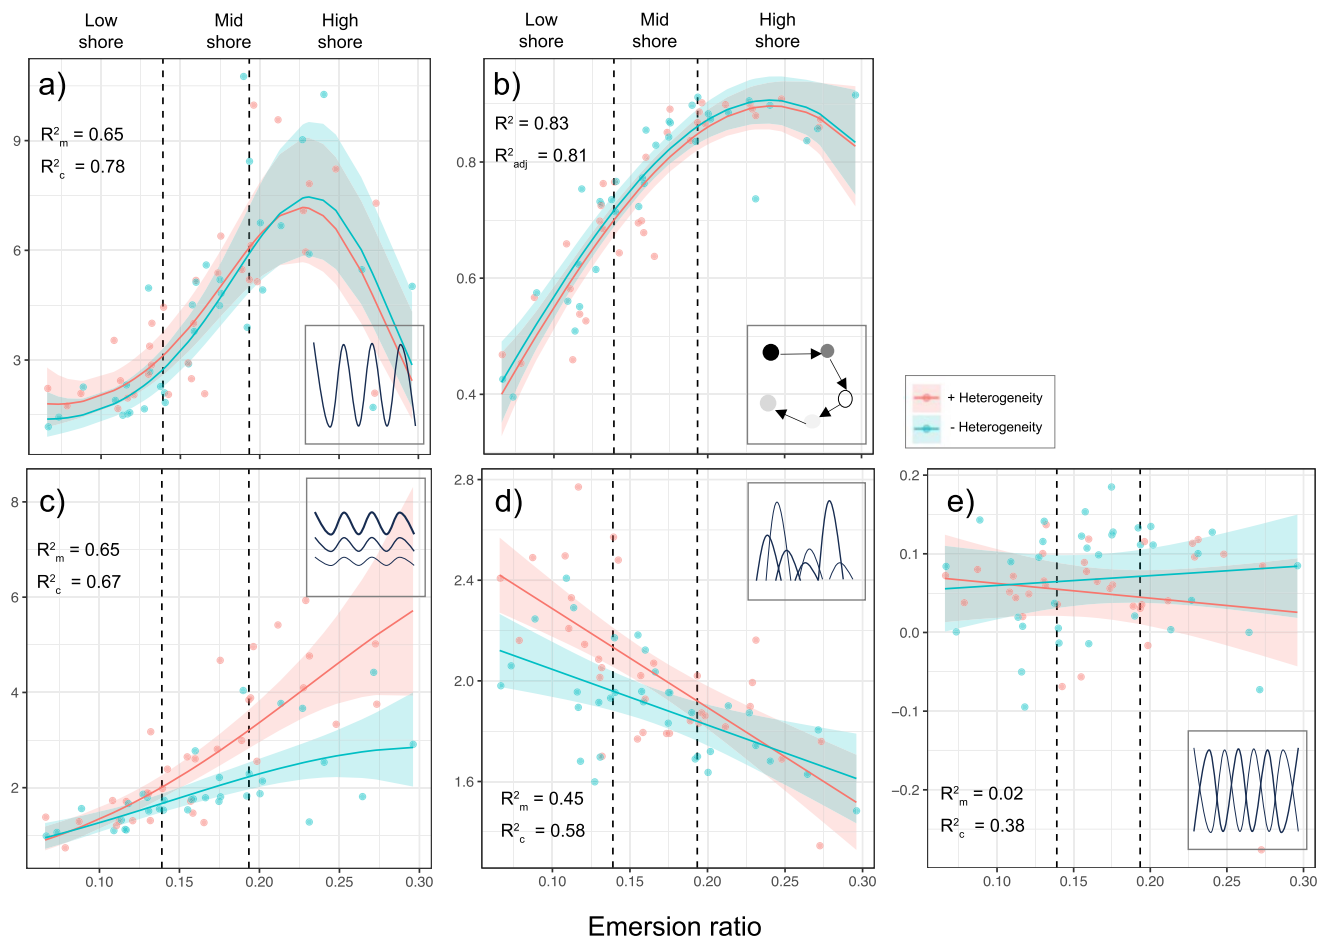 Low shore
Mid shore
High shore
Low shore
Mid shore
High shore
a)
R²m = 0.65
R²c = 0.78
9
6
3
b)
R² = 0.83
R²adj = 0.81
0.8
0.6
0.4
+ Heterogeneity
- Heterogeneity
c)
R²m = 0.65
R²c = 0.67
8
6
4
2
0.10 0.15 0.20 0.25 0.30
d)
2.8
2.4
2.0
1.6
R²m = 0.45
R²c = 0.58
0.10 0.15 0.20 0.25 0.30
e)
0.2
0.1
0.0
−0.1
−0.2
R²m = 0.02
R²c = 0.38
0.10 0.15 0.20 0.25 0.30
Emersion ratio